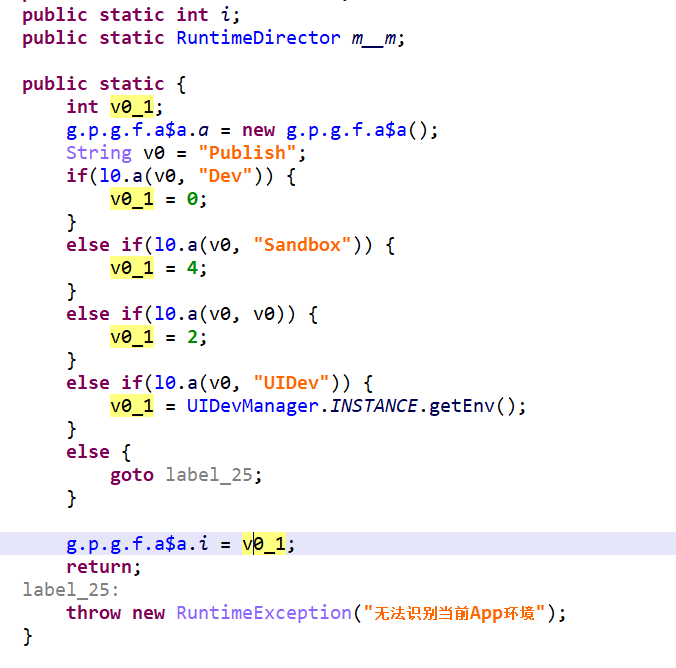 public static int i;
public static RuntimeDirector m__m;
public static {
int v0_1;
g.p.g.f.a$a.a = new g.p.g.f.a$a();
String v0 = "Publish";
if(l0.a(v0, "Dev")) {
v0_1 = 0;
}
else if(l0.a(v0, "Sandbox")) {
v0_1 = 4;
}
else if(l0.a(v0, v0)) {
v0_1 = 2;
}
else if(l0.a(v0, "UIDev")) {
v0_1 = UIDevManager.INSTANCE.getEnv();
}
else {
goto label_25;
}
g.p.g.f.a$a.i = v0_1;
return;
label_25:
throw new RuntimeException("无法识别当前App环境");
}